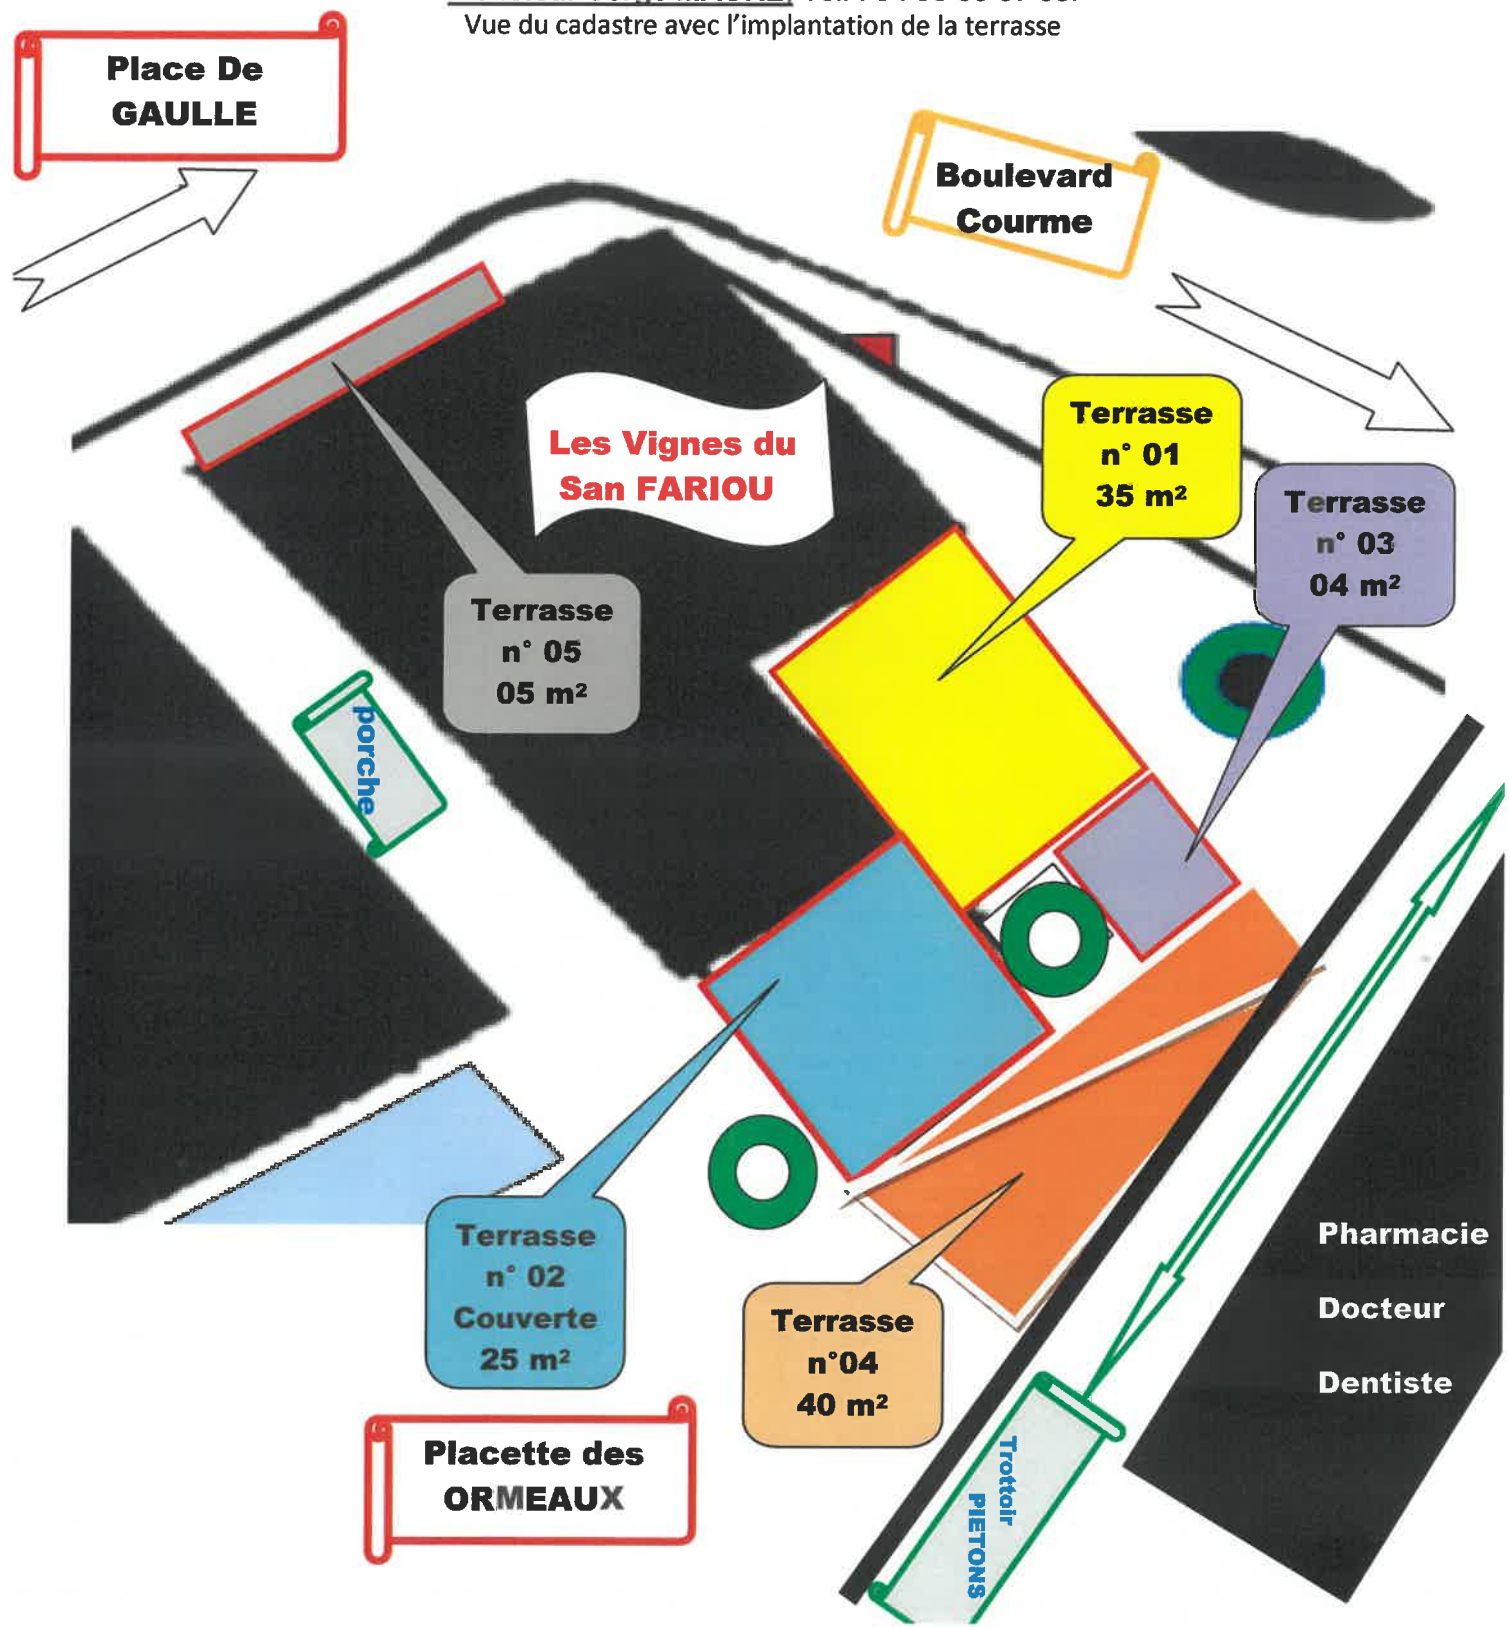 Vue du cadastre avec l’implantation de la terrasse
Place De
GAULLE
Boulevard
Courme
Les Vignes du
San FARIOU
Terrasse
n° 01
35 m²
Terrasse
n° 03
04 m²
Terrasse
n° 05
05 m²
porche
Terrasse
n° 02
Couverte
25 m²
Terrasse
n°04
40 m²
Pharmacie
Docteur
Dentiste
Placette des
ORMEAUX
Trottoir
PIETONS